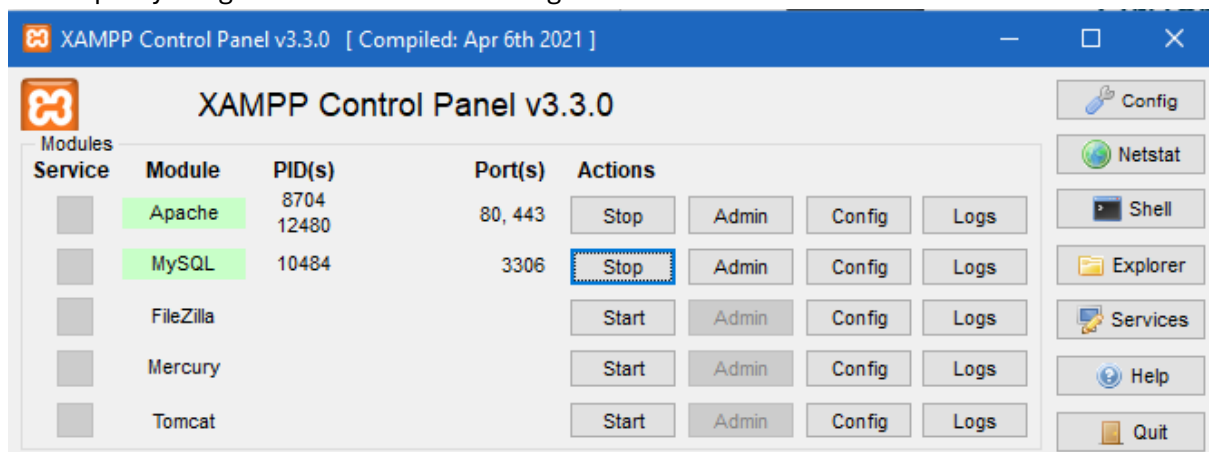 XAMPP Control Panel v3.3.0 [ Compiled: Apr 6th 2021 ]
XAMPP Control Panel v3.3.0
Config
Modules
Service Module PID(s) Port(s) Actions
Netstat
Apache 8704 12480 80, 443 Stop Admin Config Logs
Shell
MySQL 10484 3306 Stop Admin Config Logs
Explorer
FileZilla Start Admin Config Logs
Services
Mercury Start Admin Config Logs
Help
Tomcat Start Admin Config Logs
Quit